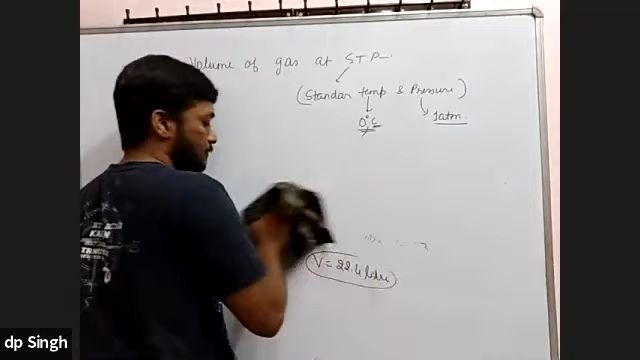 Volume of gas at STP-
(Standar temp & Pressure)
0°C
1atm
V = 22.4 litre
dp Singh